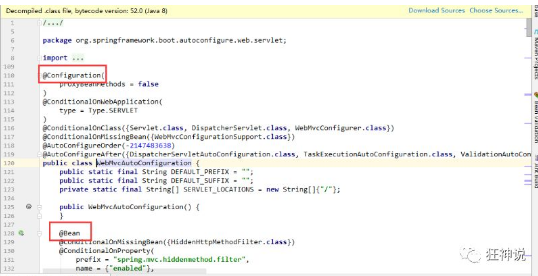 Decompiled .class file, bytecode version: 52.0 (Java 8)
Download Sources Choose Sources...
1 /.../
5
6 package org.springframework.boot.autoconfigure.web.servlet;
7
8 import ...
109
110 @Configuration(
111 proxyBeanMethods = false
112 )
113 @ConditionalOnWebApplication(
114 type = Type.SERVLET
115 )
116 @ConditionalOnClass({Servlet.class, DispatcherServlet.class, WebMvcConfigurer.class})
117 @ConditionalOnMissingBean({WebMvcConfigurationSupport.class})
118 @AutoConfigureOrder(-2147483638)
119 @AutoConfigureAfter({DispatcherServletAutoConfiguration.class, TaskExecutionAutoConfiguration.class, ValidationAutoCon
120 public class WebMvcAutoConfiguration {
121 public static final String DEFAULT_PREFIX = "";
122 public static final String DEFAULT_SUFFIX = "";
123 private static final String[] SERVLET_LOCATIONS = new String[]{"/"};
124
125 public WebMvcAutoConfiguration() {
126 }
127
128 @Bean
129 @ConditionalOnMissingBean({HiddenHttpMethodFilter.class})
130 @ConditionalOnProperty(
131 prefix = "spring.mvc.hiddenmethod.filter",
132 name = {"enabled"},
狂神说
Maven Projects
Bean Validation